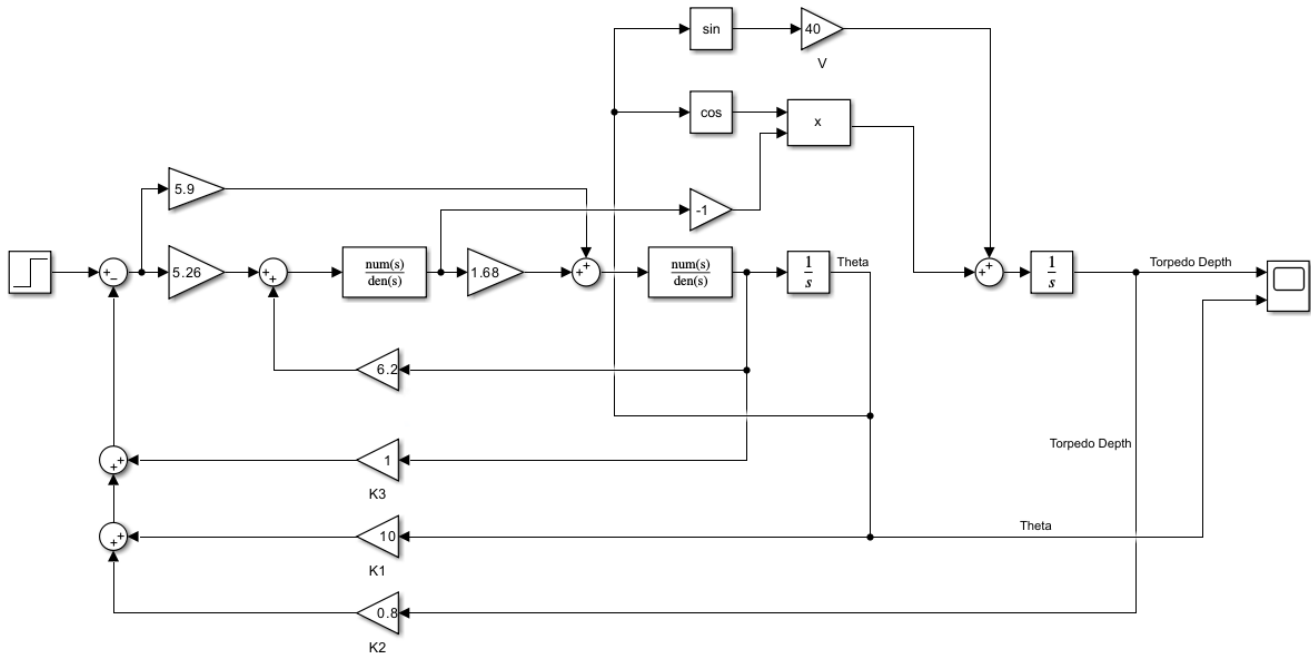 sin
40
V
cos
x
5.9
-1
5.26
num(s)
den(s)
1.68
num(s)
den(s)
1
s
Theta
1
s
Torpedo Depth
6.2
Torpedo Depth
1
K3
Theta
10
K1
0.8
K2